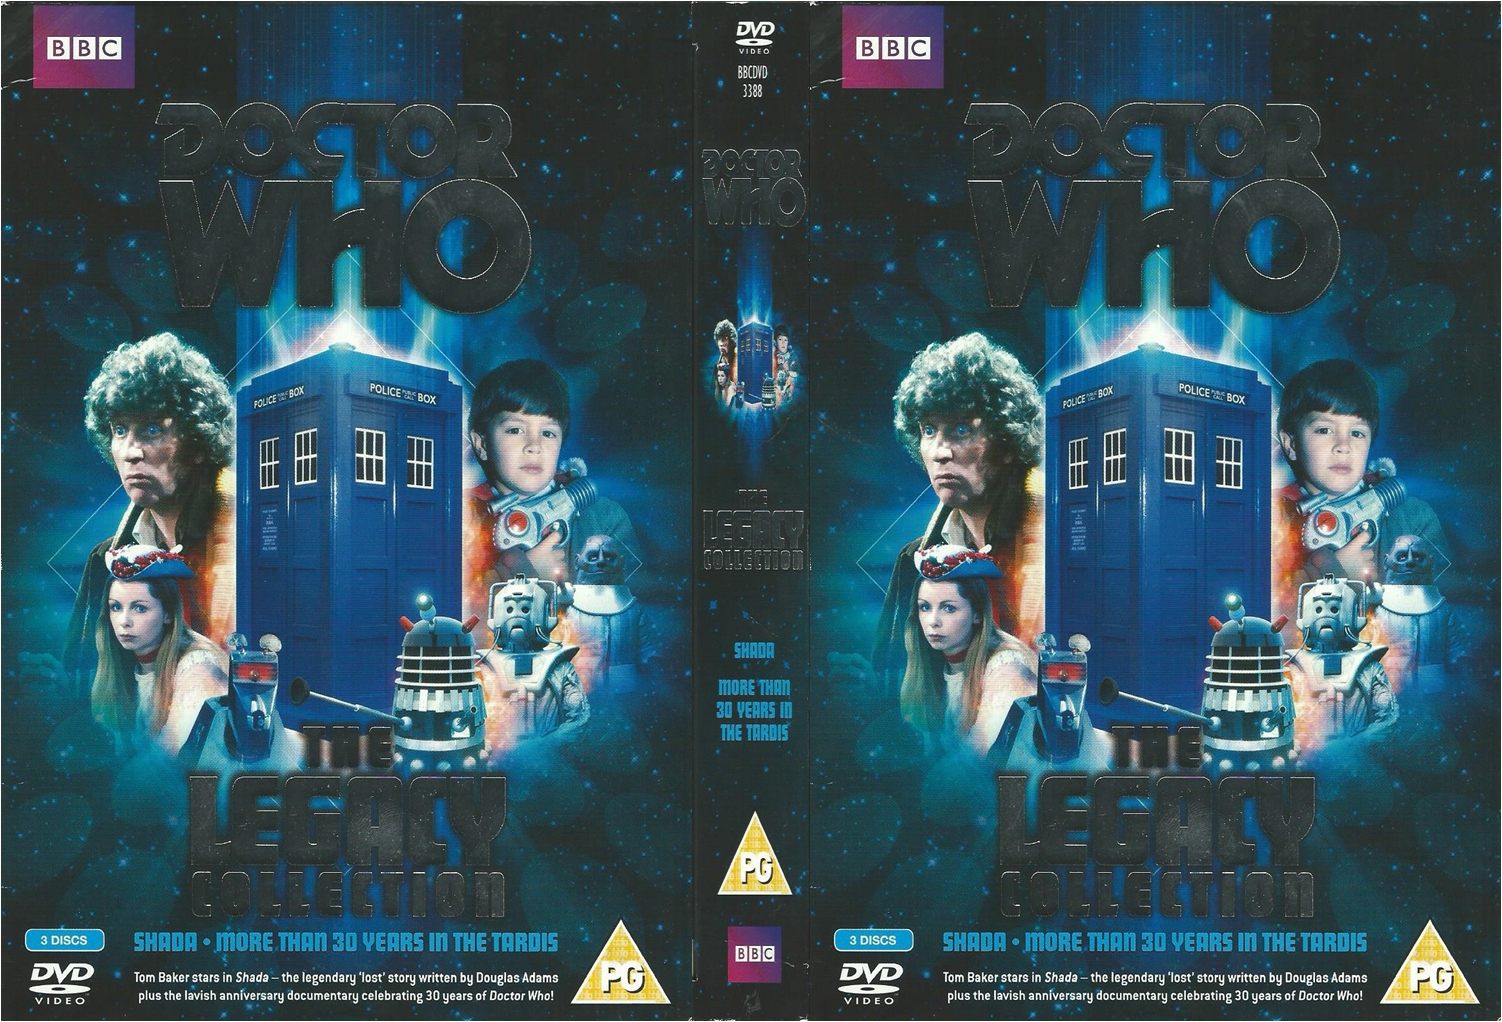 BBC
DOCTOR
WHO
POLICE PUBLIC CALL BOX
POLICE PUBLIC CALL BOX
THE
LEGACY
COLLECTION
3 DISCS
SHADA • MORE THAN 30 YEARS IN THE TARDIS
DVD
VIDEO
Tom Baker stars in Shada – the legendary 'lost' story written by Douglas Adams
plus the lavish anniversary documentary celebrating 30 years of Doctor Who!
PG
DVD
VIDEO
BBCDVD
3388
DOCTOR
WHO
THE
LEGACY
COLLECTION
SHADA
MORE THAN
30 YEARS IN
THE TARDIS
PG
BBC
BBC
DOCTOR
WHO
POLICE PUBLIC CALL BOX
POLICE PUBLIC CALL BOX
THE
LEGACY
COLLECTION
3 DISCS
SHADA • MORE THAN 30 YEARS IN THE TARDIS
DVD
VIDEO
Tom Baker stars in Shada – the legendary 'lost' story written by Douglas Adams
plus the lavish anniversary documentary celebrating 30 years of Doctor Who!
PG